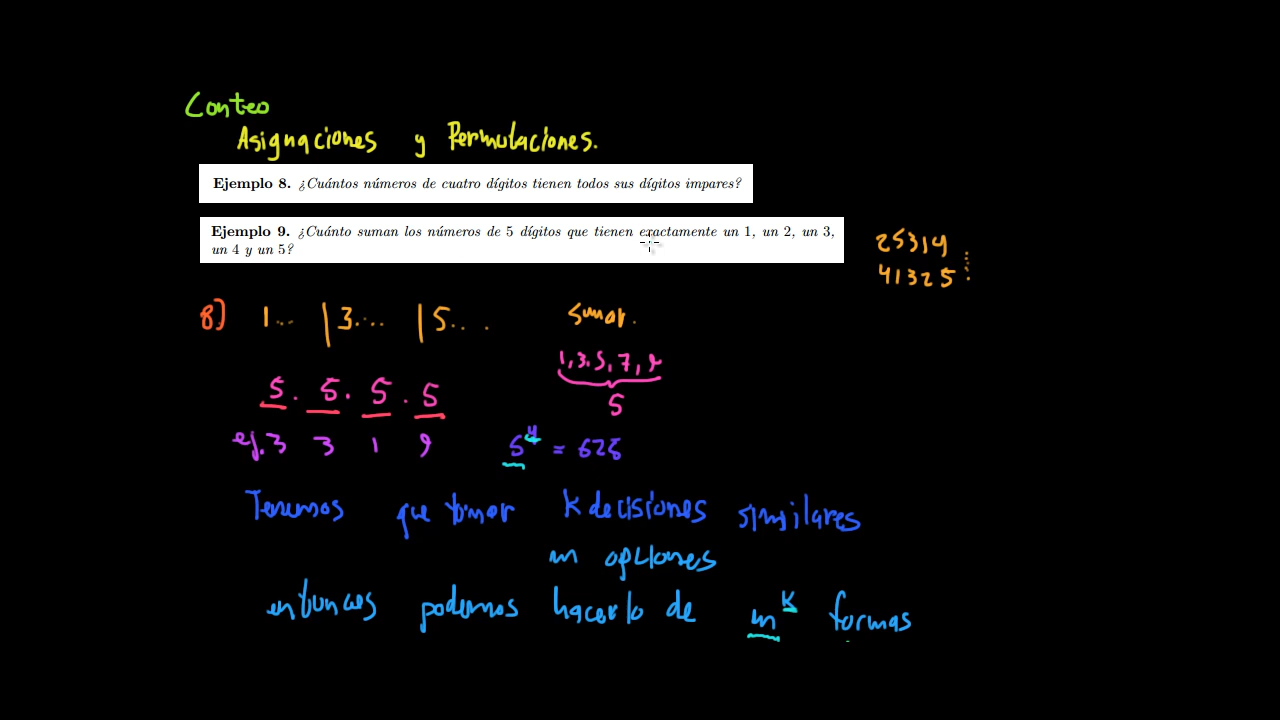 Conteo
Asignaciones y Permutaciones.
Ejemplo 8. ¿Cuántos números de cuatro dígitos tienen todos sus dígitos impares?
Ejemplo 9. ¿Cuánto suman los números de 5 dígitos que tienen exactamente un 1, un 2, un 3,
un 4 y un 5?
25314
41325
8) 1... | 3.... | 5.... sumar.
1,3.5,7,9
5
5 . 5 . 5 . 5
ej. 3 3 1 9
5^4 = 625
Tenemos que tomar k decisiones similares
m opciones
entonces podemos hacerlo de m^k formas